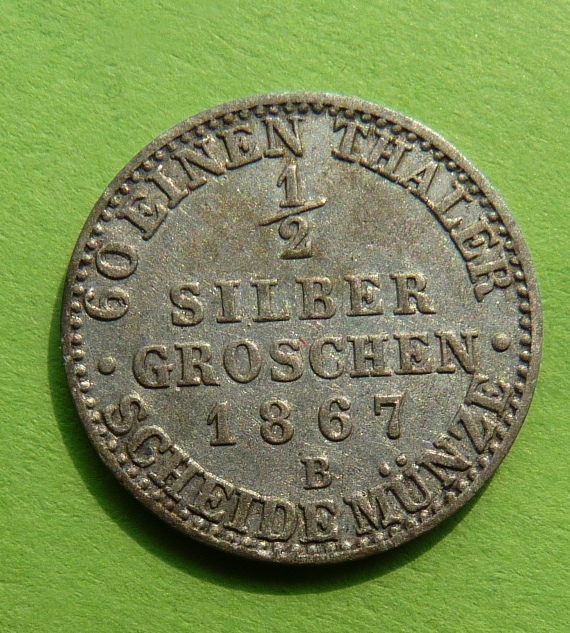 60 EINEN THALER
1/2
SILBER
GROSCHEN
1867
B
SCHEIDEMÜNZE